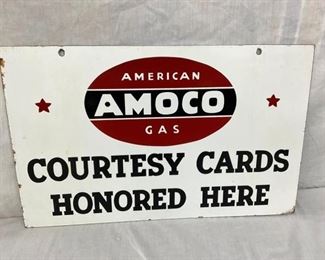 AMERICAN
AMOCO
GAS
COURTESY CARDS
HONORED HERE